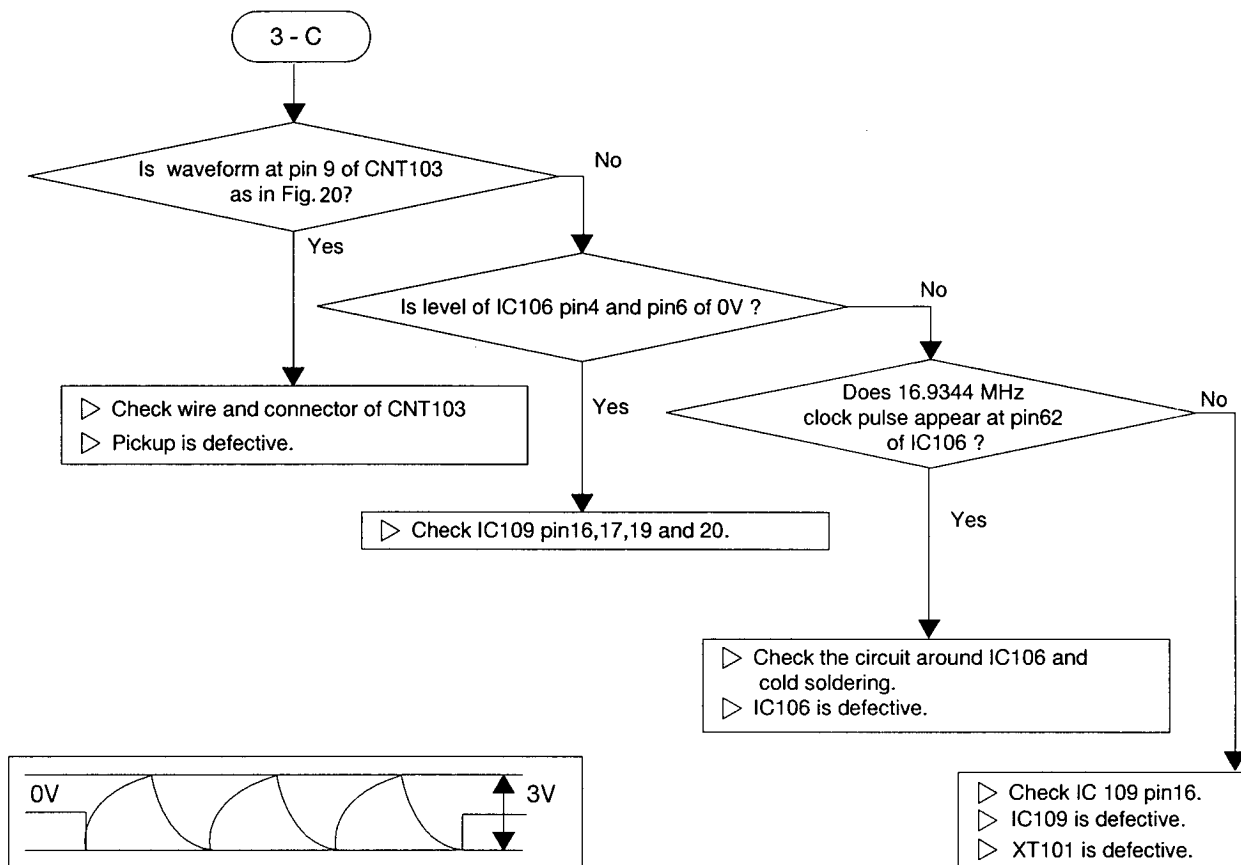 3 - C
Is waveform at pin 9 of CNT103
as in Fig. 20?
No
Yes
Is level of IC106 pin4 and pin6 of 0V ?
No
▷ Check wire and connector of CNT103
▷ Pickup is defective.
Yes
Does 16.9344 MHz
clock pulse appear at pin62
of IC106 ?
No
▷ Check IC109 pin16,17,19 and 20.
Yes
▷ Check the circuit around IC106 and
cold soldering.
▷ IC106 is defective.
0V
3V
▷ Check IC 109 pin16.
▷ IC109 is defective.
▷ XT101 is defective.